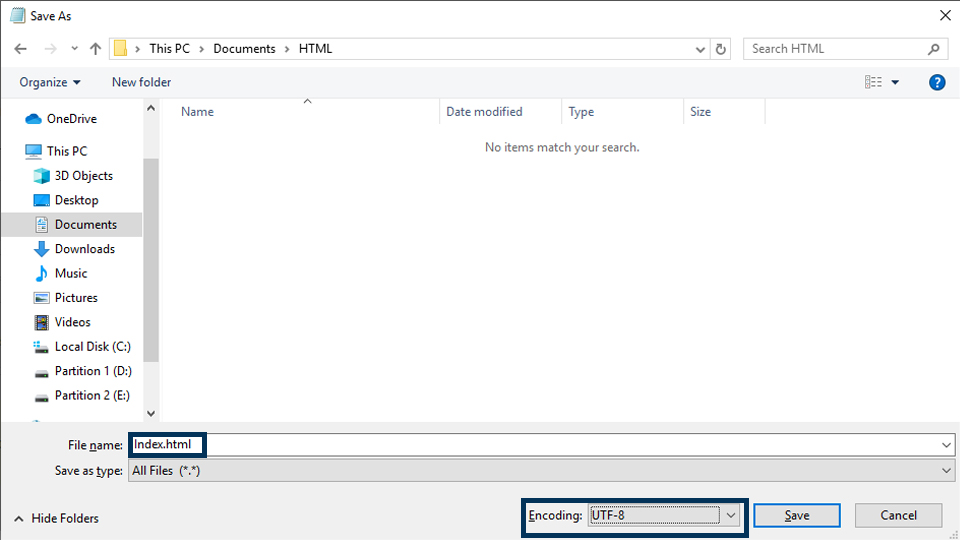 Save As
This PC > Documents > HTML
Search HTML
Organize
New folder
?
Name
Date modified
Type
Size
No items match your search.
OneDrive
This PC
3D Objects
Desktop
Documents
Downloads
Music
Pictures
Videos
Local Disk (C:)
Partition 1 (D:)
Partition 2 (E:)
File name: Index.html
Save as type: All Files (*.*)
Hide Folders
Encoding: UTF-8
Save
Cancel